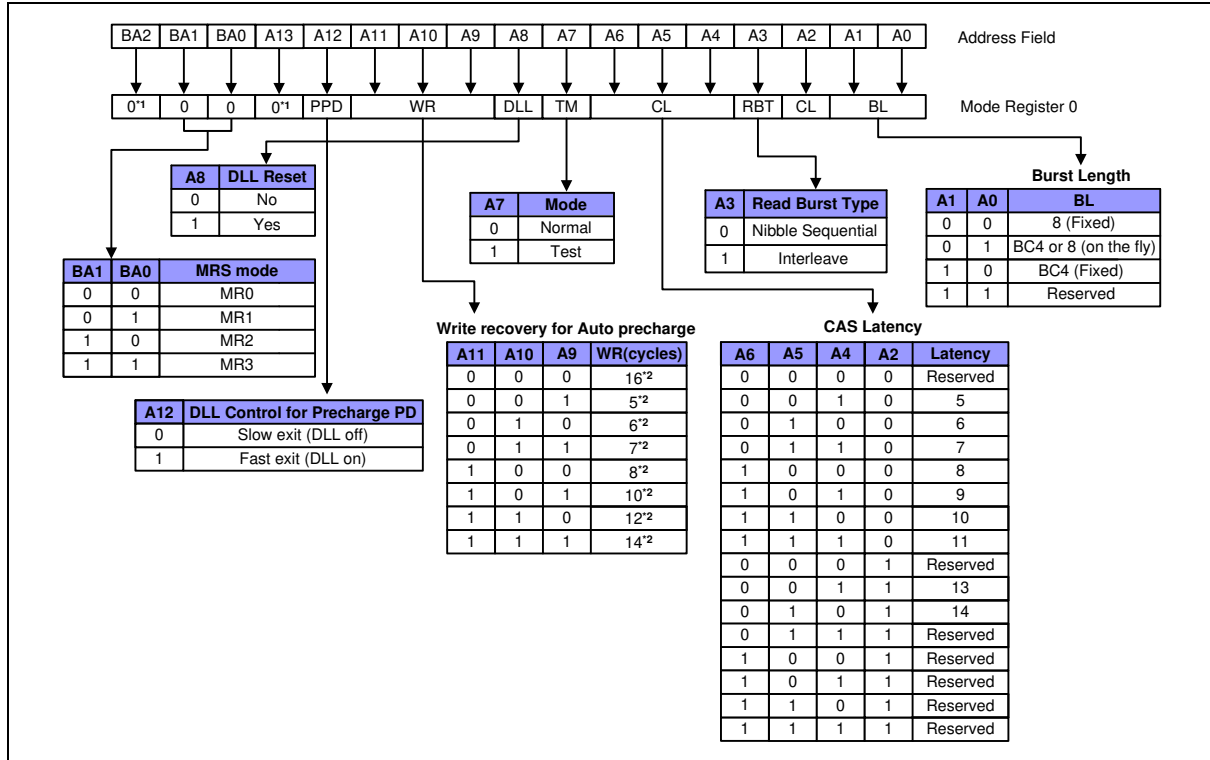 BA2 BA1 BA0 A13 A12 A11 A10 A9 A8 A7 A6 A5 A4 A3 A2 A1 A0 Address Field
0*1 0 0 0*1 PPD WR DLL TM CL RBT CL BL Mode Register 0
A8 DLL Reset
0 No
1 Yes
A7 Mode
0 Normal
1 Test
A3 Read Burst Type
0 Nibble Sequential
1 Interleave
Burst Length
A1 A0 BL
0 0 8 (Fixed)
0 1 BC4 or 8 (on the fly)
1 0 BC4 (Fixed)
1 1 Reserved
BA1 BA0 MRS mode
0 0 MR0
0 1 MR1
1 0 MR2
1 1 MR3
A12 DLL Control for Precharge PD
0 Slow exit (DLL off)
1 Fast exit (DLL on)
Write recovery for Auto precharge
A11 A10 A9 WR(cycles)
0 0 0 16*2
0 0 1 5*2
0 1 0 6*2
0 1 1 7*2
1 0 0 8*2
1 0 1 10*2
1 1 0 12*2
1 1 1 14*2
CAS Latency
A6 A5 A4 A2 Latency
0 0 0 0 Reserved
0 0 1 0 5
0 1 0 0 6
0 1 1 0 7
1 0 0 0 8
1 0 1 0 9
1 1 0 0 10
1 1 1 0 11
0 0 0 1 Reserved
0 0 1 1 13
0 1 0 1 14
0 1 1 1 Reserved
1 0 0 1 Reserved
1 0 1 1 Reserved
1 1 0 1 Reserved
1 1 1 1 Reserved